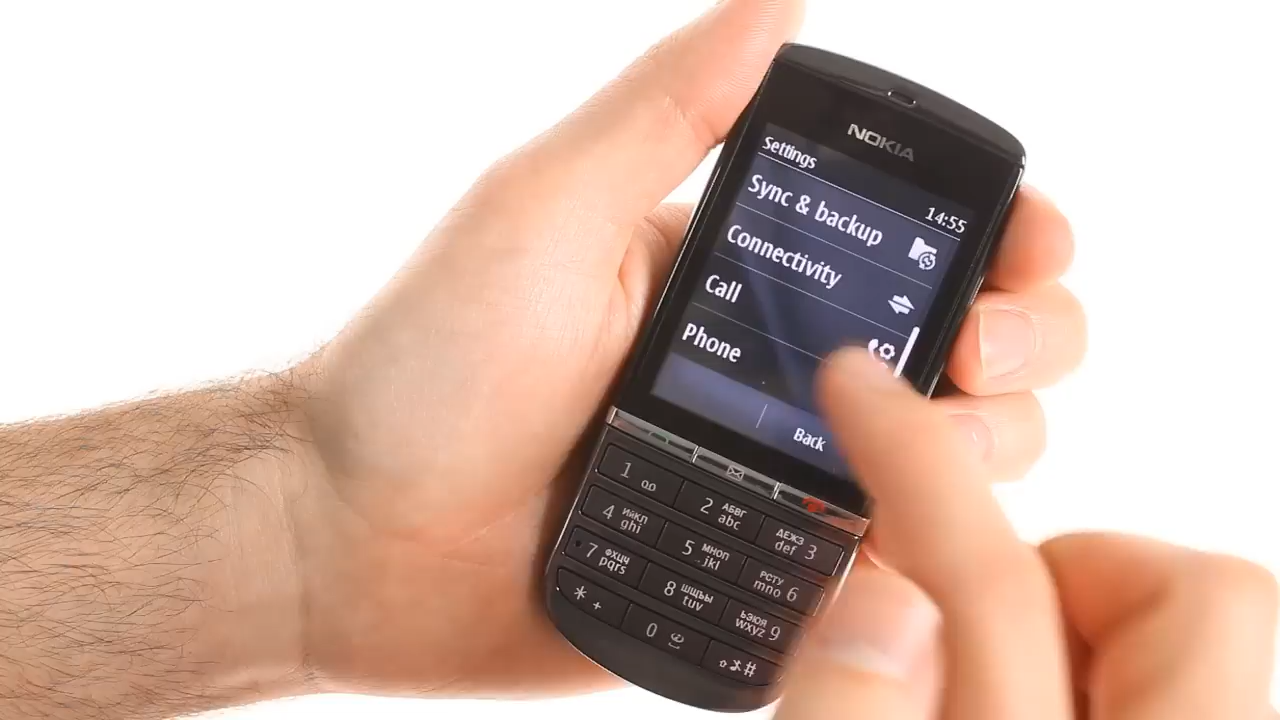 NOKIA
Settings
14:55
Sync & backup
Connectivity
Call
Phone
Back
1
2 АБВГ abc
ДЕЖЗ def 3
4 ИЙКЛ ghi
5 МНОП jkl
РСТУ mno 6
7 ФХЦЧ pqrs
8 ШЩЪЫ tuv
ЬЭЮЯ wxyz 9
* +
0
#